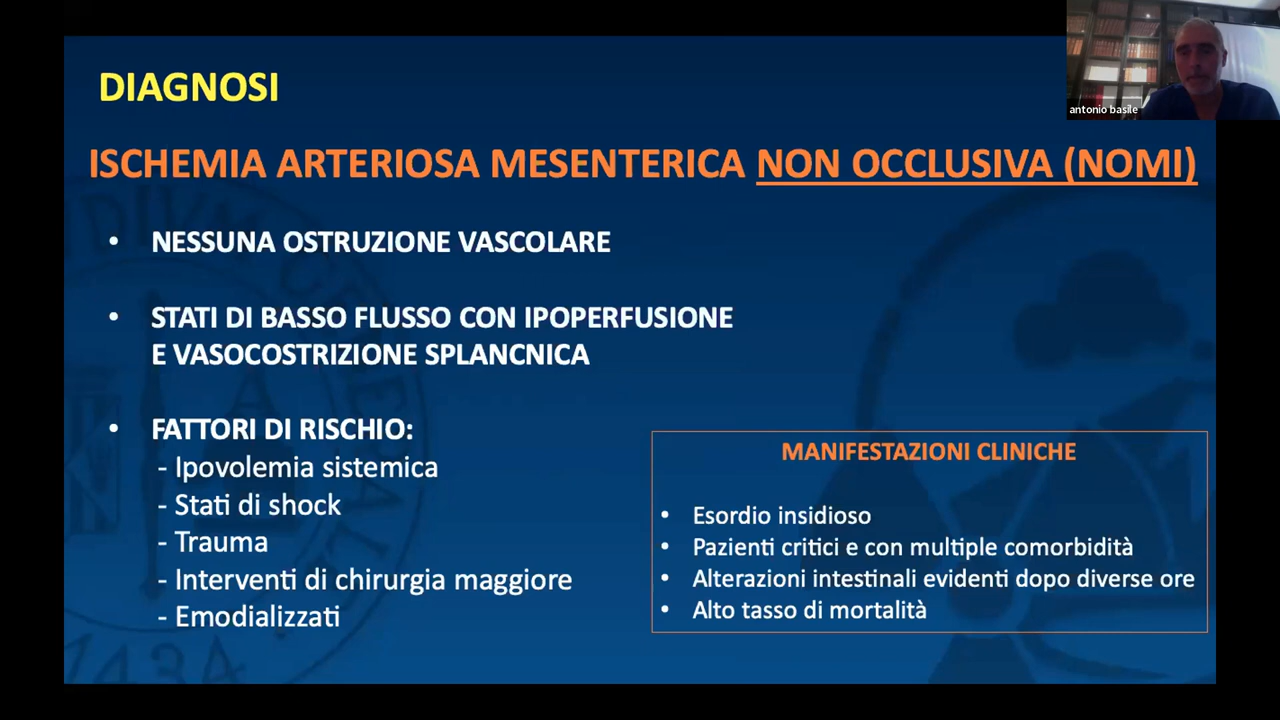 antonio basile
DIAGNOSI
ISCHEMIA ARTERIOSA MESENTERICA NON OCCLUSIVA (NOMI)
• NESSUNA OSTRUZIONE VASCOLARE
• STATI DI BASSO FLUSSO CON IPOPERFUSIONE
E VASOCOSTRIZIONE SPLANCNICA
• FATTORI DI RISCHIO:
- Ipovolemia sistemica
- Stati di shock
- Trauma
- Interventi di chirurgia maggiore
- Emodializzati
MANIFESTAZIONI CLINICHE
• Esordio insidioso
• Pazienti critici e con multiple comorbidità
• Alterazioni intestinali evidenti dopo diverse ore
• Alto tasso di mortalità
1434